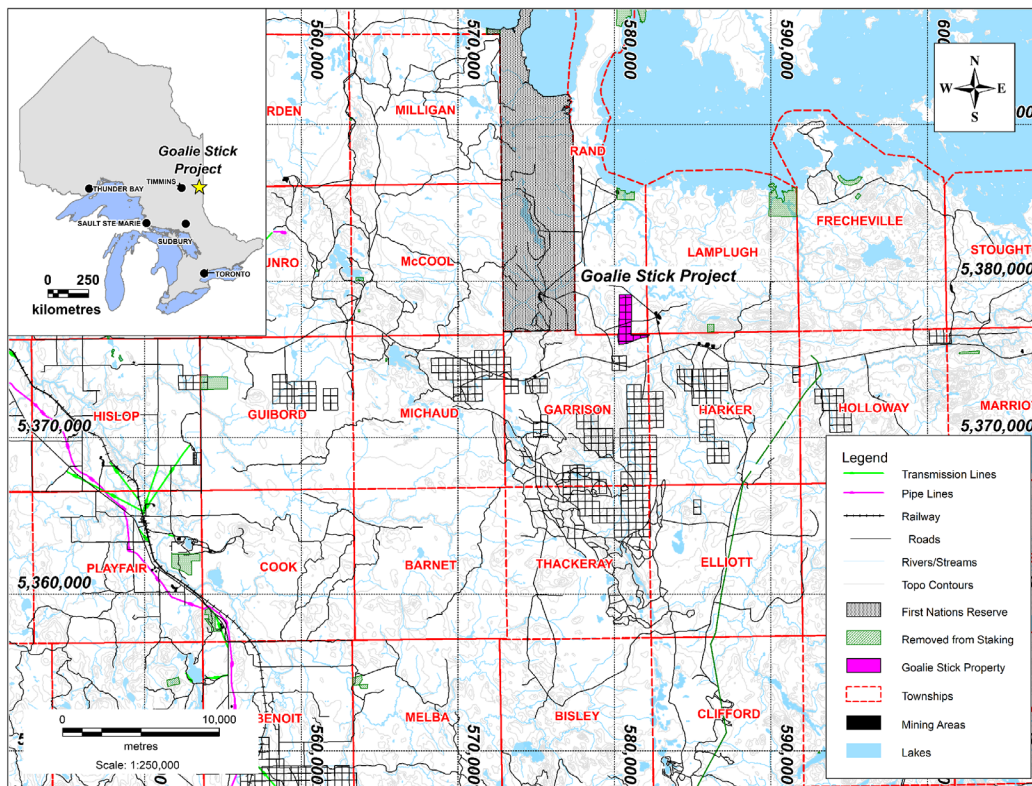 Goalie Stick
Project
TIMMINS
THUNDER BAY
SAULT STE MARIE
SUDBURY
TORONTO
0 250
kilometres
560,000
570,000
580,000
590,000
N
W E
S
RDEN
MILLIGAN
RAND
FRECHEVILLE
LAMPLUGH
STOUGHT
UNRO
McCOOL
5,380,000
Goalie Stick Project
HISLOP
GUIBORD
MICHAUD
GARRISON
HARKER
HOLLOWAY
MARRIOT
5,370,000
5,370,000
PLAYFAIR
COOK
BARNET
THACKERAY
ELLIOTT
5,360,000
BENOIT
MELBA
BISLEY
CLIFFORD
0 10,000
metres
Scale: 1:250,000
560,000
570,000
580,000
590,000
Legend
Transmission Lines
Pipe Lines
Railway
Roads
Rivers/Streams
Topo Contours
First Nations Reserve
Removed from Staking
Goalie Stick Property
Townships
Mining Areas
Lakes